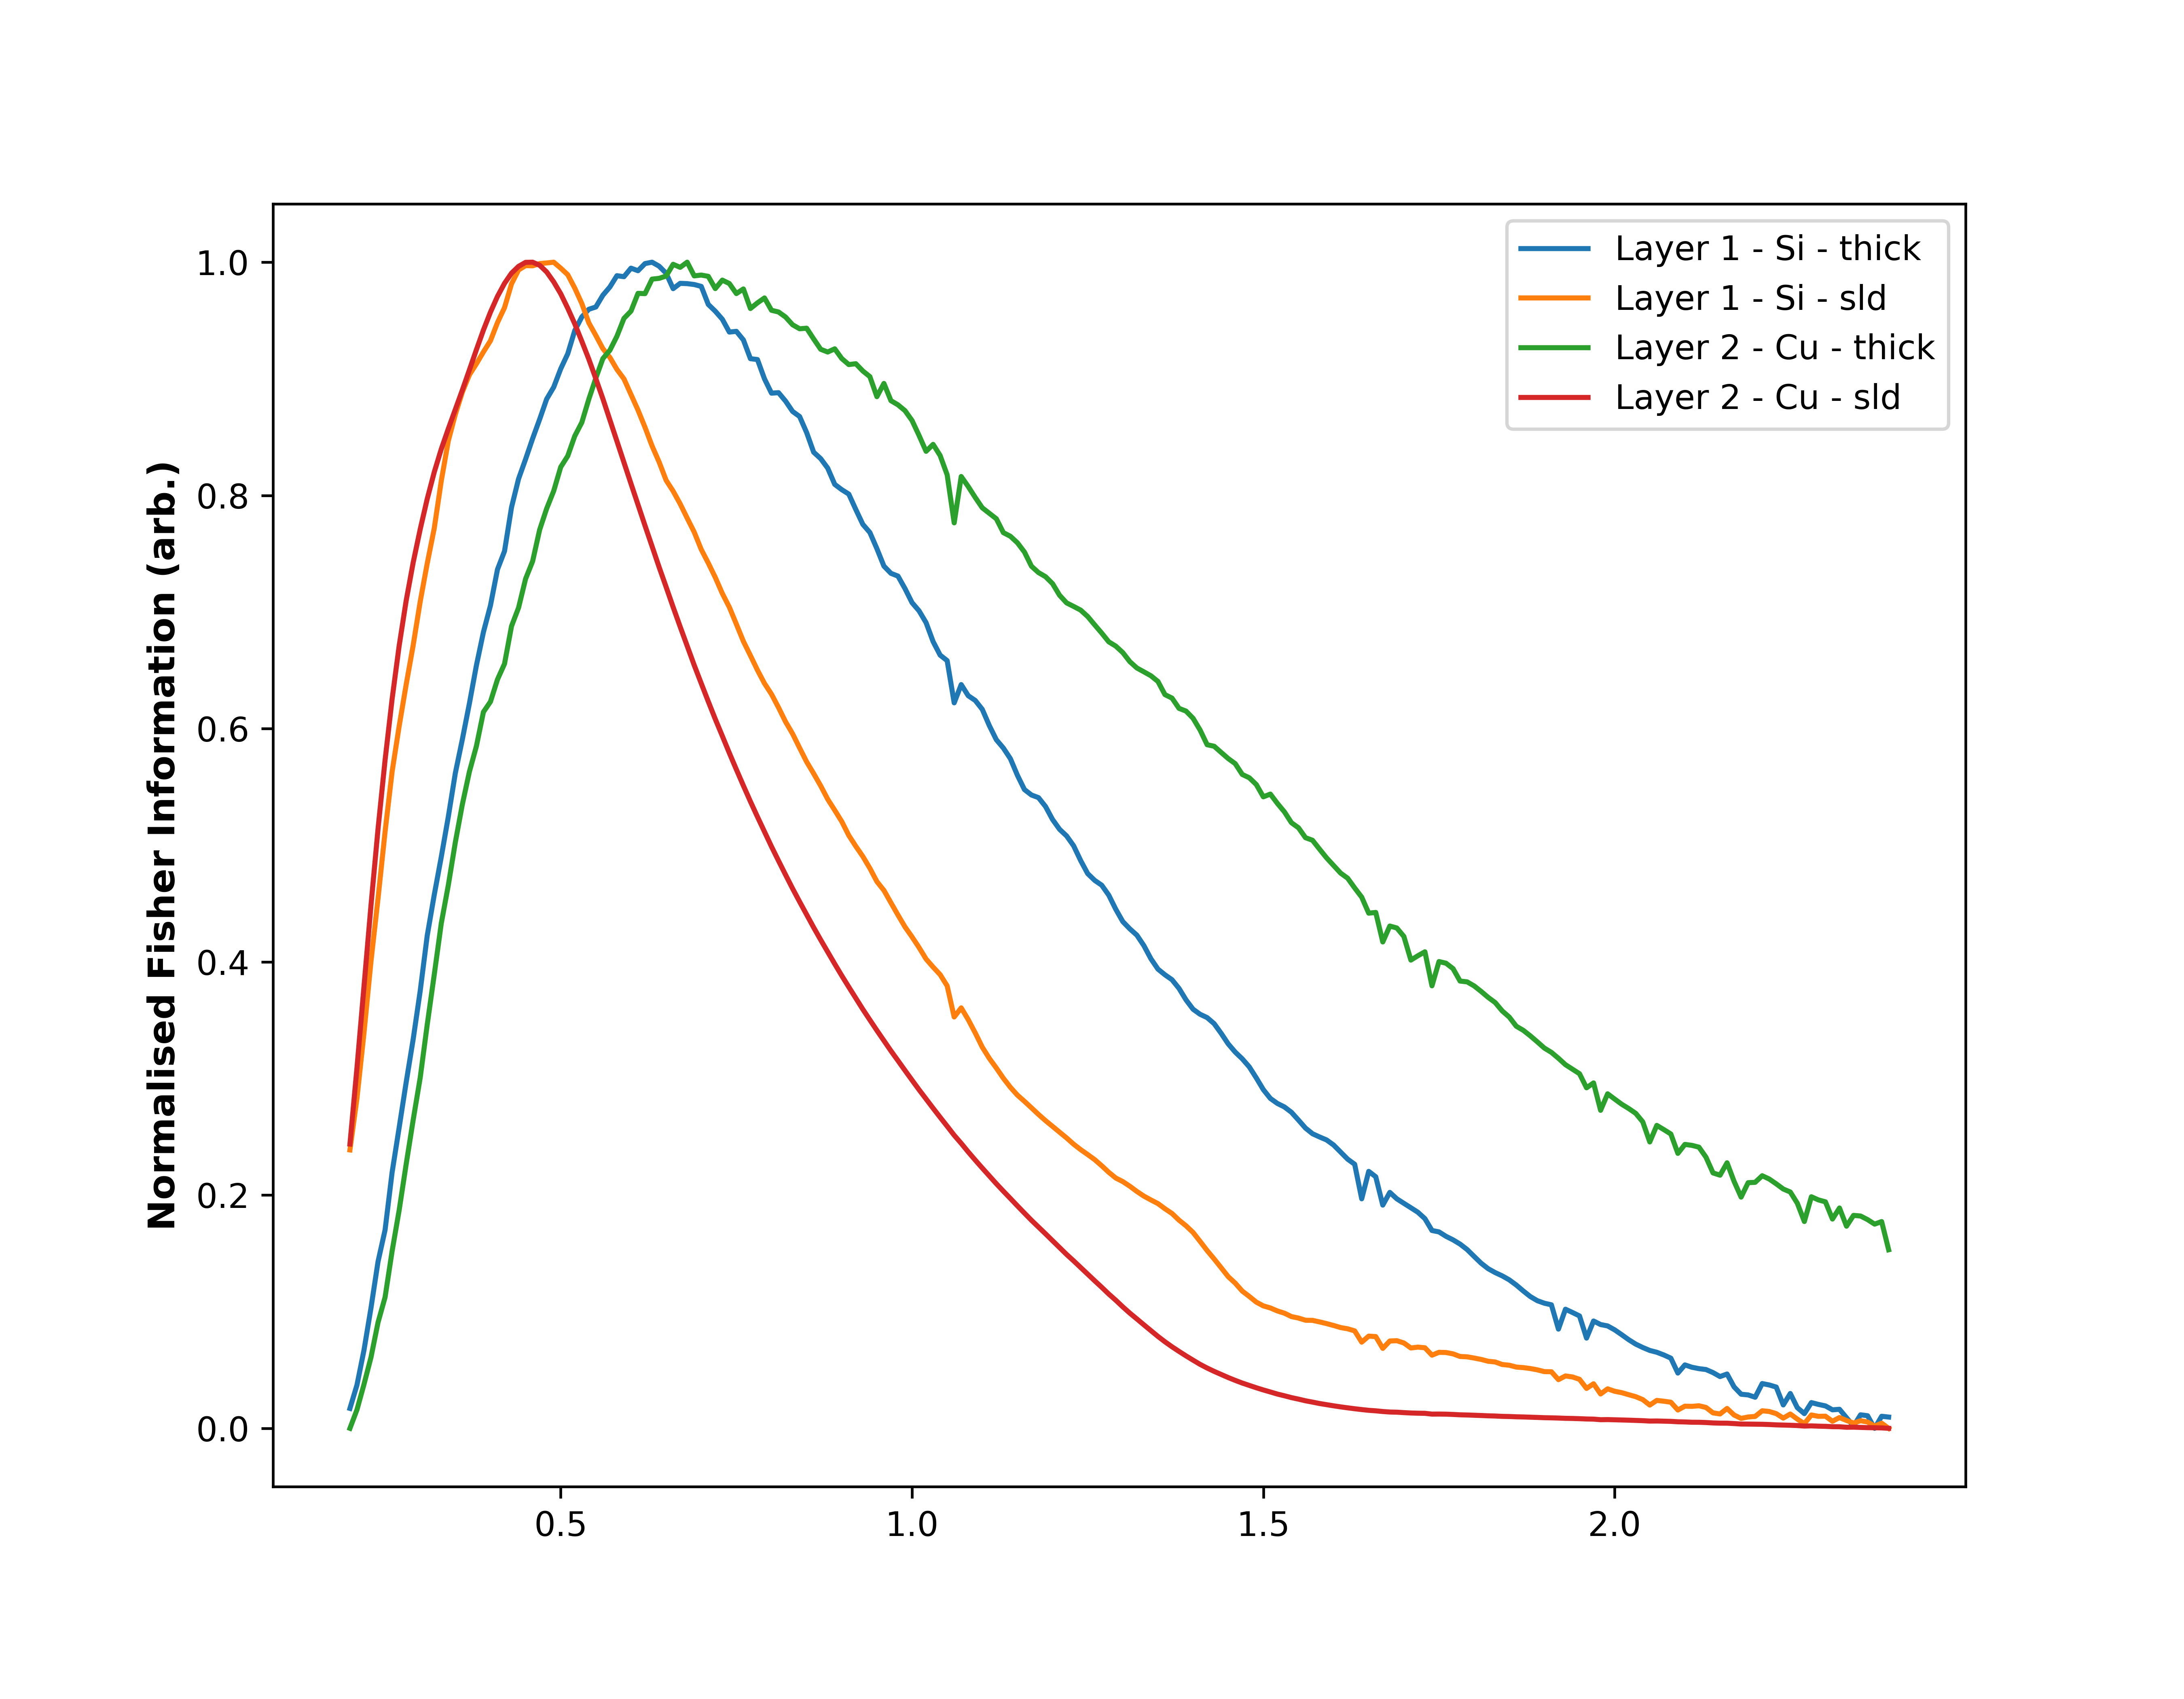 Normalised Fisher Information (arb.)
1.0
0.8
0.6
0.4
0.2
0.0
0.5
1.0
1.5
2.0
Layer 1 - Si - thick
Layer 1 - Si - sld
Layer 2 - Cu - thick
Layer 2 - Cu - sld